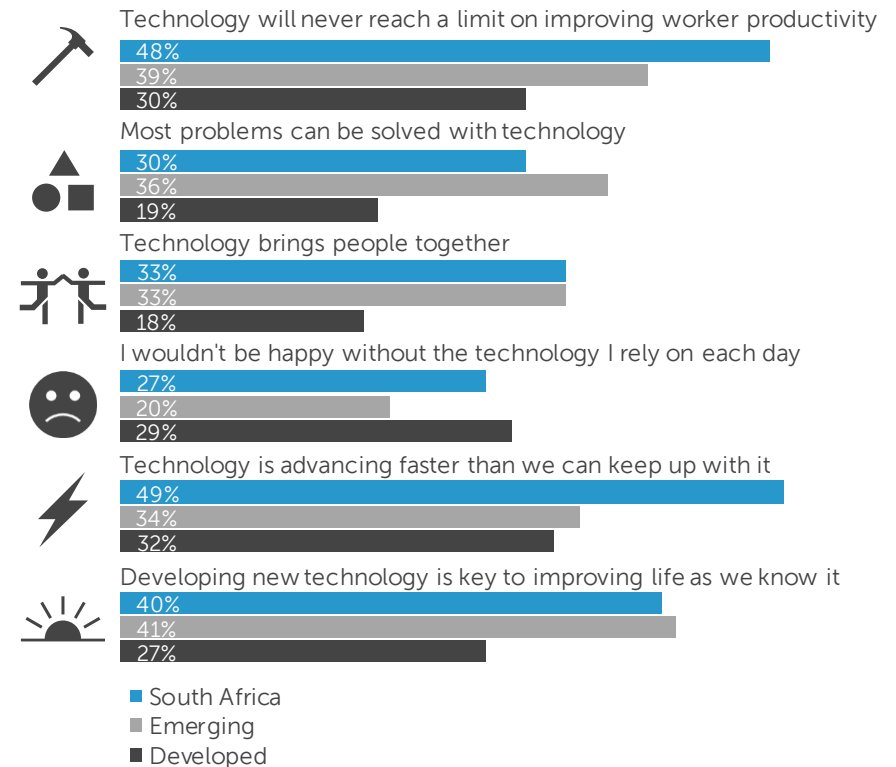 Technology will never reach a limit on improving worker productivity
48%
39%
30%
Most problems can be solved with technology
30%
36%
19%
Technology brings people together
33%
33%
18%
I wouldn't be happy without the technology I rely on each day
27%
20%
29%
Technology is advancing faster than we can keep up with it
49%
34%
32%
Developing new technology is key to improving life as we know it
40%
41%
27%
South Africa
Emerging
Developed